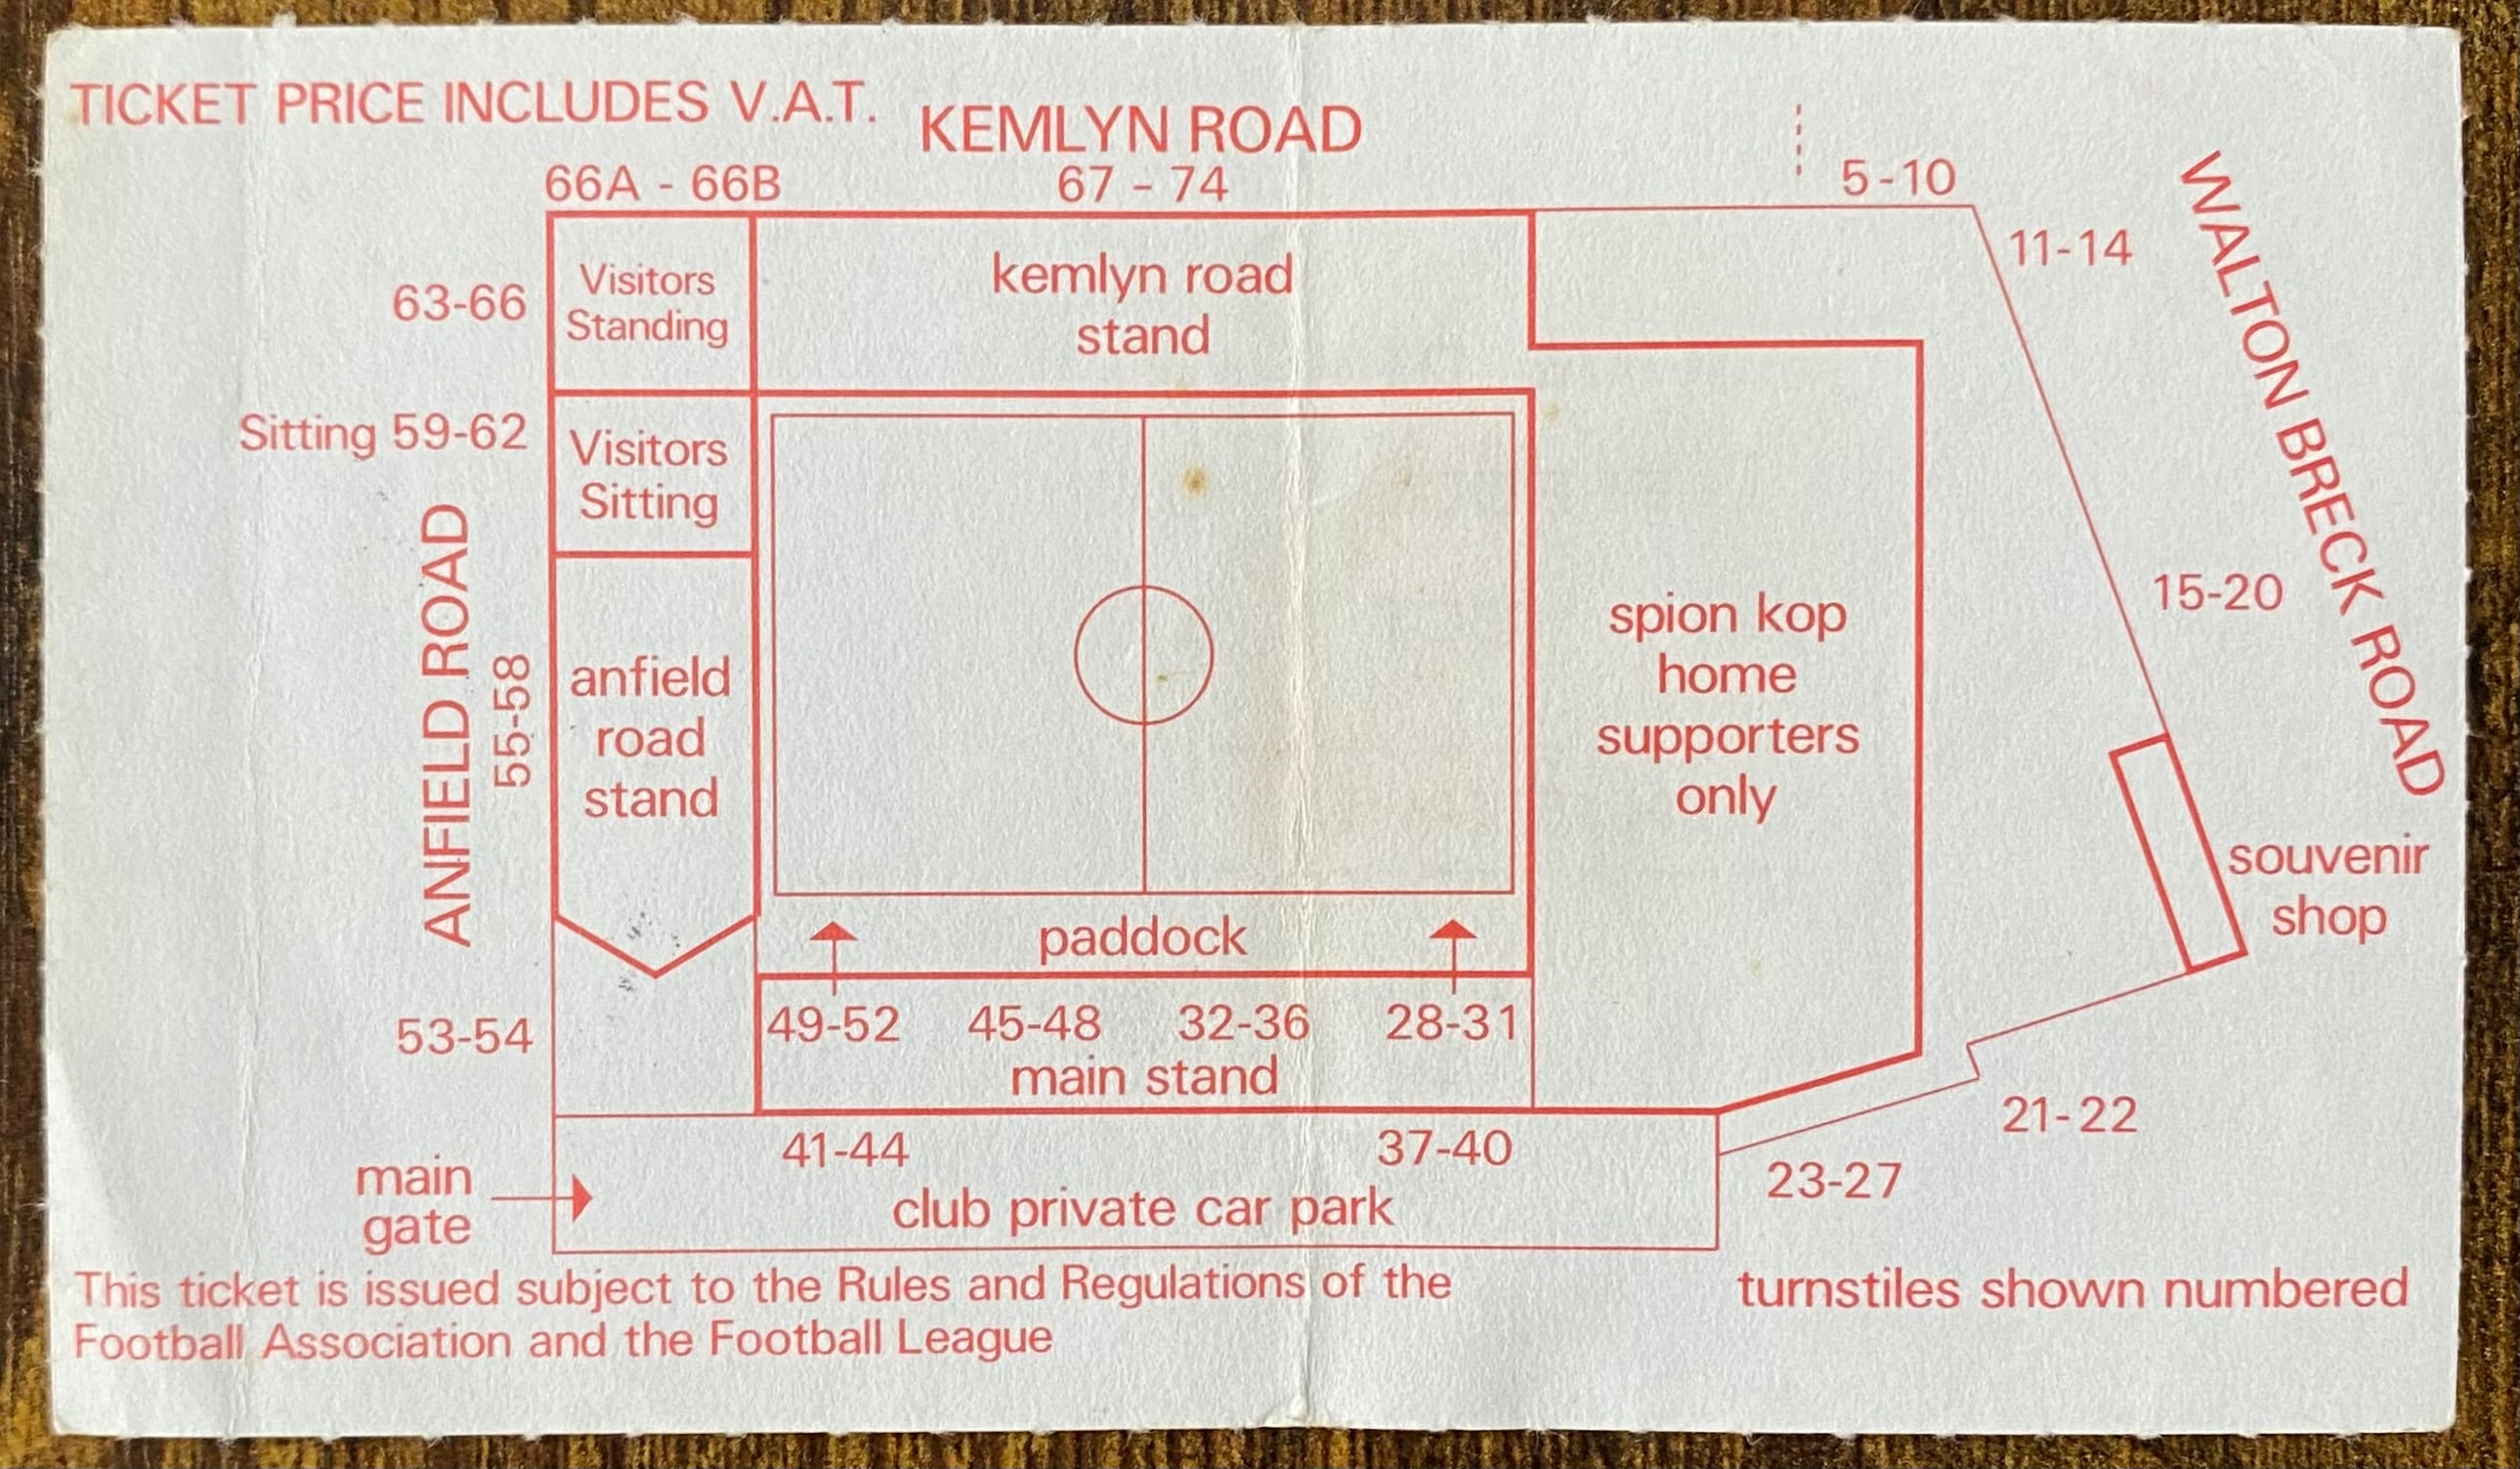 TICKET PRICE INCLUDES V.A.T.
KEMLYN ROAD
66A - 66B
67 - 74
5-10
11-14
WALTON BRECK ROAD
15-20
63-66
Visitors
Standing
kemlyn road
stand
Sitting 59-62
Visitors
Sitting
ANFIELD ROAD
55-58
anfield
road
stand
spion kop
home
supporters
only
souvenir
shop
paddock
53-54
49-52
45-48
32-36
28-31
main stand
21-22
41-44
37-40
23-27
main
gate
club private car park
This ticket is issued subject to the Rules and Regulations of the
Football Association and the Football League
turnstiles shown numbered